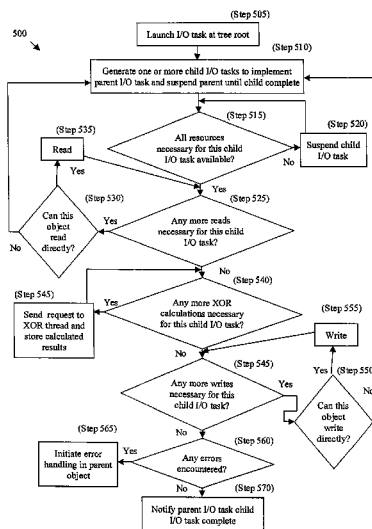 500
(Step 505)
Launch I/O task at tree root
(Step 510)
Generate one or more child I/O tasks to implement
parent I/O task and suspend parent until child complete
(Step 515)
All resources
necessary for this child
I/O task available?
No
(Step 520)
Suspend child
I/O task
Yes
(Step 535)
Read
Yes
(Step 530)
Can this
object
read
directly?
No
(Step 525)
Any more reads
necessary for this child
I/O task?
Yes
No
(Step 540)
Any more XOR
calculations necessary
for this child I/O task?
Yes
(Step 545)
Send request to
XOR thread and
store calculated
results
No
(Step 555)
Write
(Step 545)
Any more writes
necessary for this
child I/O task?
Yes
Yes
(Step 550)
Can this
object
write
directly?
No
No
(Step 560)
Any errors
encountered?
Yes
(Step 565)
Initiate error
handling in parent
object
No
(Step 570)
Notify parent I/O task child
I/O task complete